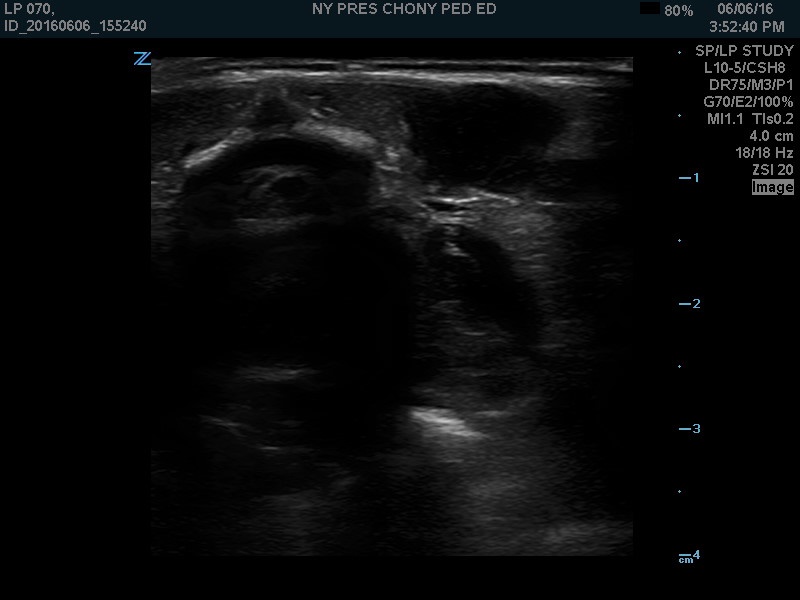 LP 070,
ID_20160606_155240
NY PRES CHONY PED ED
80%
06/06/16
3:52:40 PM
SP/LP STUDY
L10-5/CSH8
DR75/M3/P1
G70/E2/100%
MI1.1 TIs0.2
4.0 cm
18/18 Hz
ZSI 20
Image
Z
1
2
3
4
cm